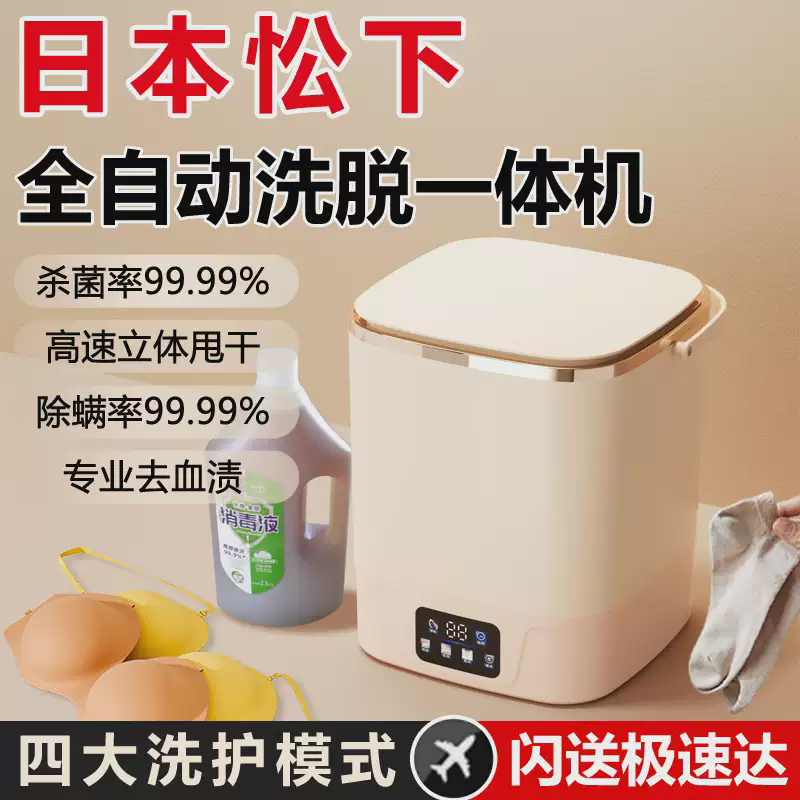 日本忪下
全自动洗脱一体机
杀菌率99.99%
高速立体甩干
除螨率99.99%
专业去血渍
消毒液
88
四大洗护模式
闪送极速达